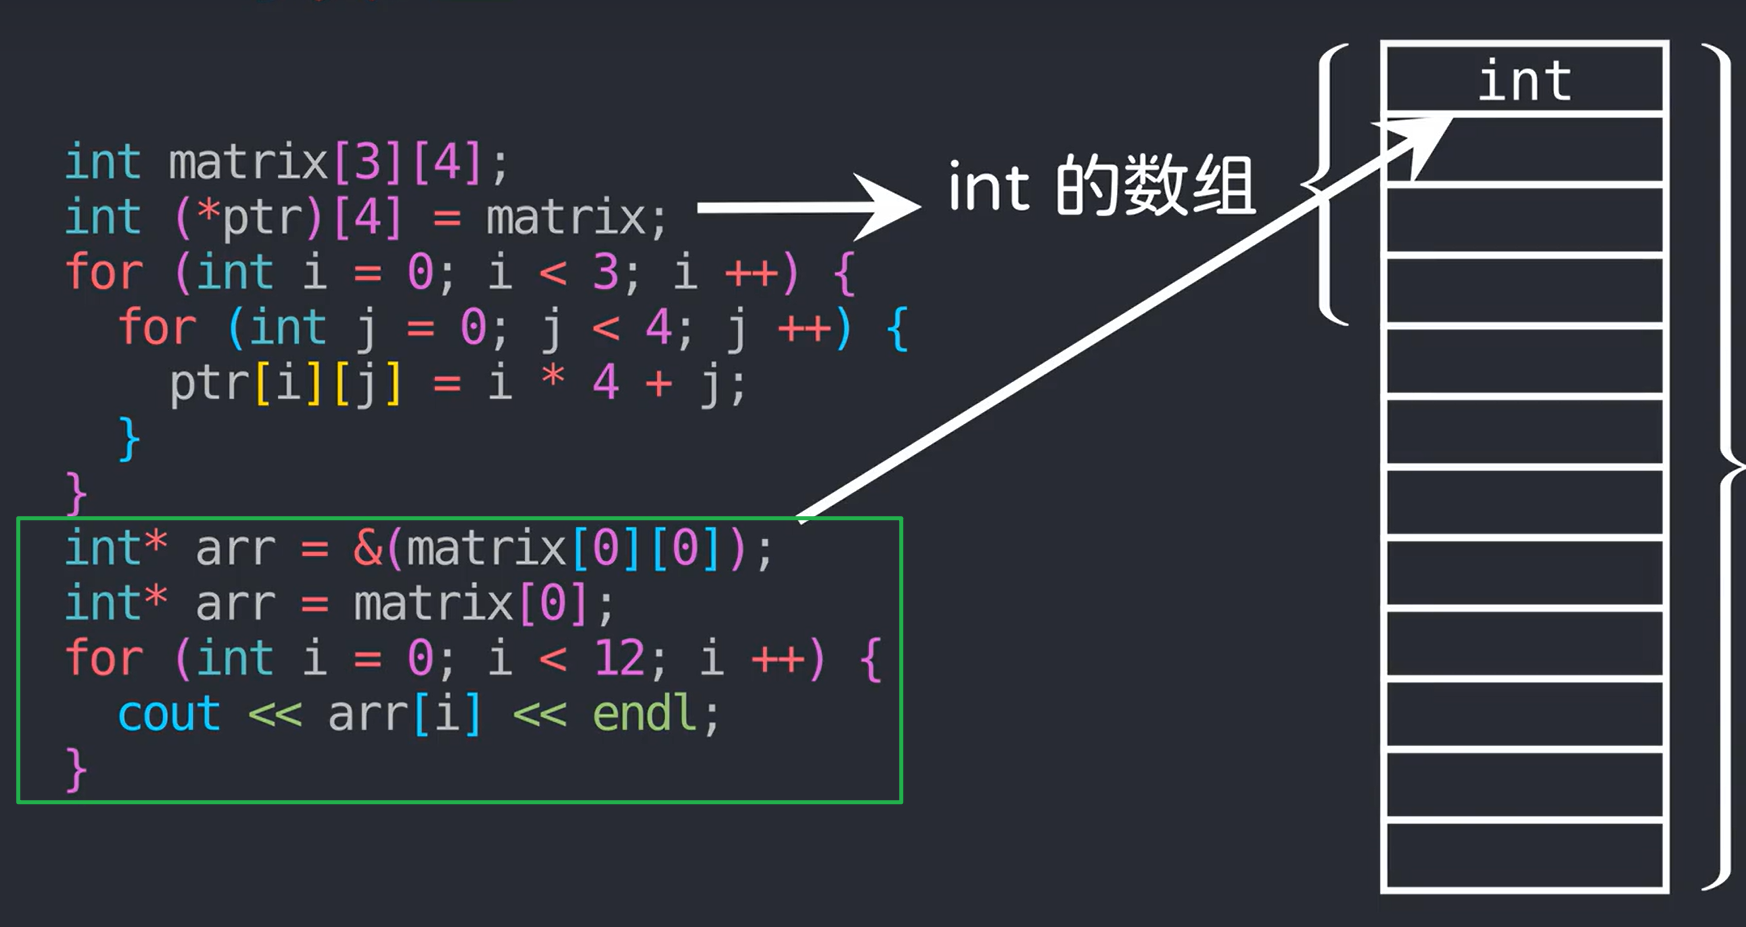 int matrix[3][4];
int (*ptr)[4] = matrix;
int 的数组
for (int i = 0; i < 3; i ++) {
  for (int j = 0; j < 4; j ++) {
    ptr[i][j] = i * 4 + j;
  }
}
int* arr = &(matrix[0][0]);
int* arr = matrix[0];
for (int i = 0; i < 12; i ++) {
  cout << arr[i] << endl;
}
int